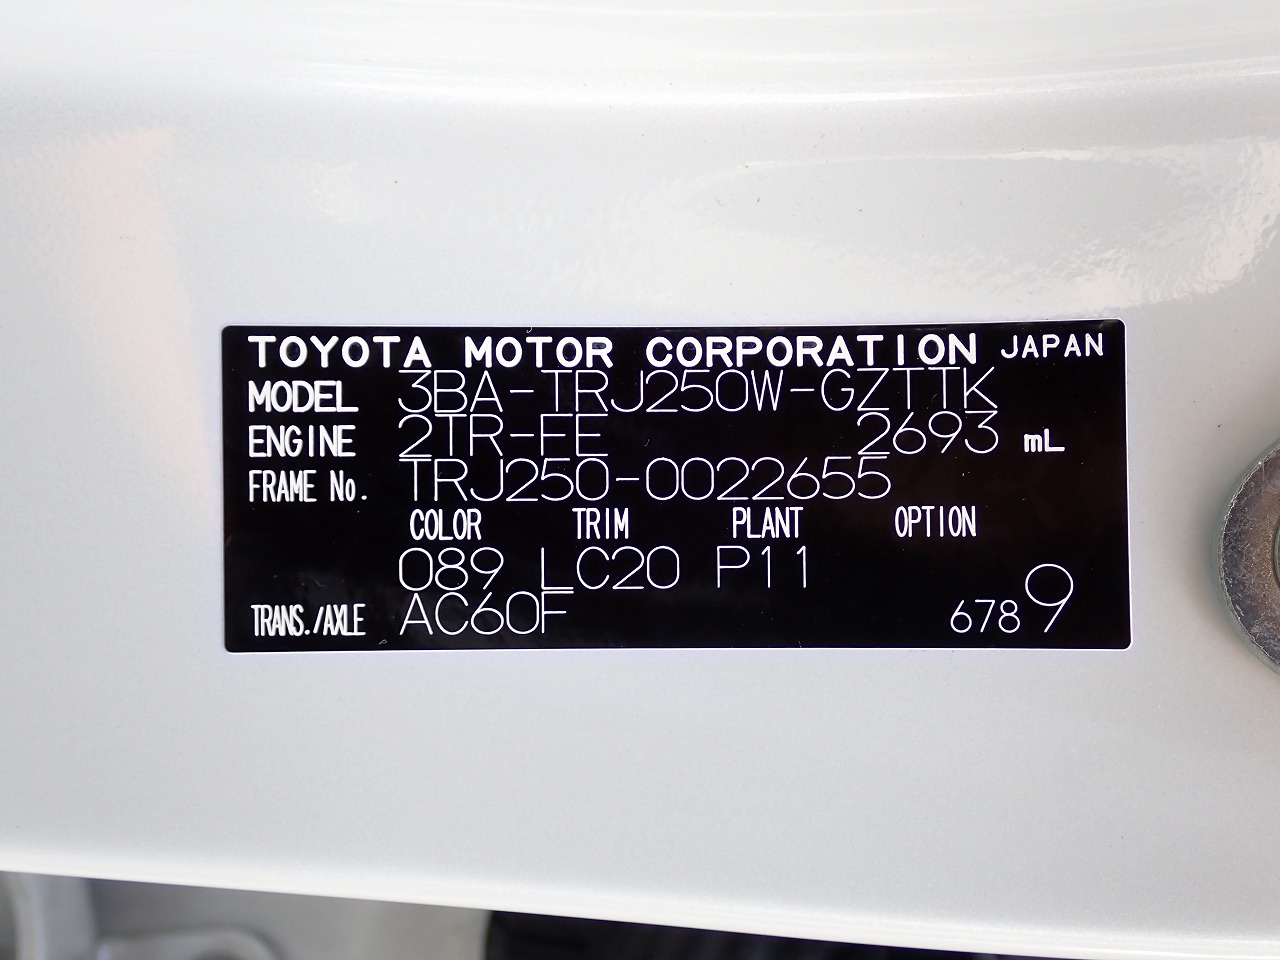 TOYOTA MOTOR CORPORATION JAPAN
MODEL 3BA-TRJ250W-GZTTK
ENGINE 2TR-FE 2693 mL
FRAME No. TRJ250-0022655
COLOR TRIM PLANT OPTION
089 LC20 P11
TRANS./AXLE AC60F 6789